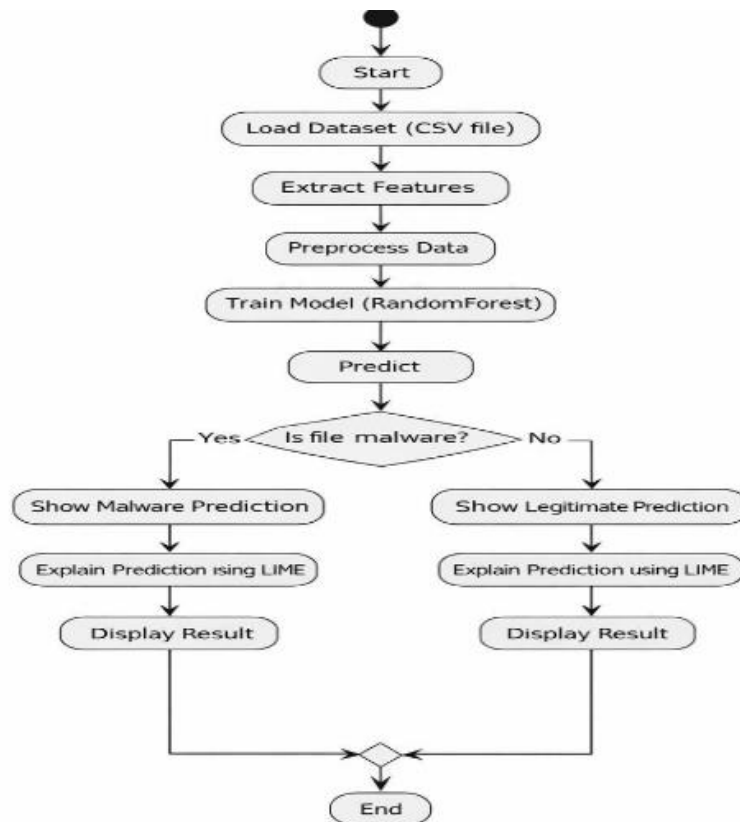 Start
Load Dataset (CSV file)
Extract Features
Preprocess Data
Train Model (RandomForest)
Predict
Yes
Is file malware?
No
Show Malware Prediction
Show Legitimate Prediction
Explain Prediction ısing LIME
Explain Prediction using LIME
Display Result
Display Result
End